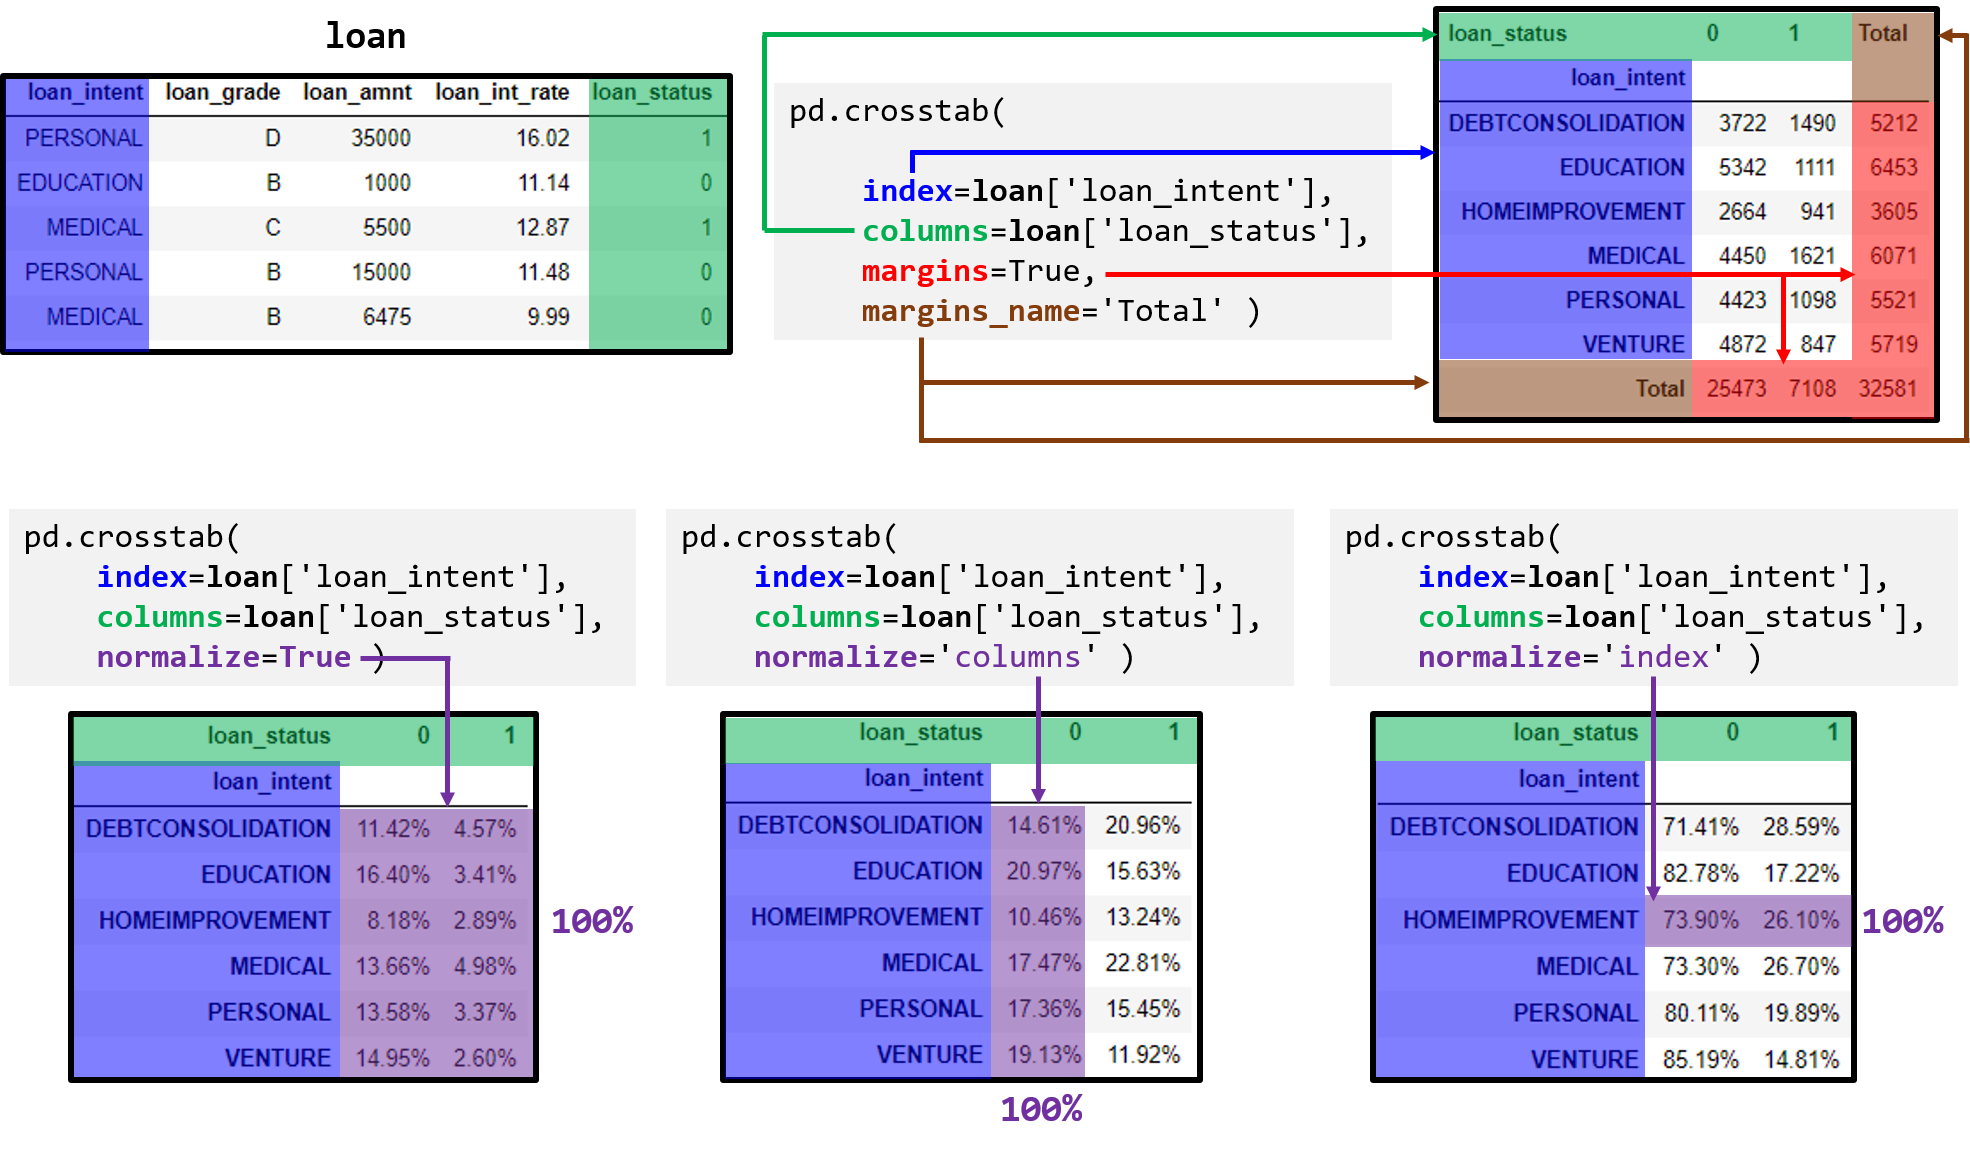 loan
loan_intent loan_grade loan_amnt loan_int_rate loan_status
PERSONAL D 35000 16.02 1
EDUCATION B 1000 11.14 0
MEDICAL C 5500 12.87 1
PERSONAL B 15000 11.48 0
MEDICAL B 6475 9.99 0
pd.crosstab(
index=loan['loan_intent'],
columns=loan['loan_status'],
margins=True,
margins_name='Total' )
loan_status 0 1 Total
loan_intent
DEBTCONSOLIDATION 3722 1490 5212
EDUCATION 5342 1111 6453
HOMEIMPROVEMENT 2664 941 3605
MEDICAL 4450 1621 6071
PERSONAL 4423 1098 5521
VENTURE 4872 847 5719
Total 25473 7108 32581
pd.crosstab(
index=loan['loan_intent'],
columns=loan['loan_status'],
normalize=True )
loan_status 0 1
loan_intent
DEBTCONSOLIDATION 11.42% 4.57%
EDUCATION 16.40% 3.41%
HOMEIMPROVEMENT 8.18% 2.89%
MEDICAL 13.66% 4.98%
PERSONAL 13.58% 3.37%
VENTURE 14.95% 2.60%
100%
pd.crosstab(
index=loan['loan_intent'],
columns=loan['loan_status'],
normalize='columns' )
loan_status 0 1
loan_intent
DEBTCONSOLIDATION 14.61% 20.96%
EDUCATION 20.97% 15.63%
HOMEIMPROVEMENT 10.46% 13.24%
MEDICAL 17.47% 22.81%
PERSONAL 17.36% 15.45%
VENTURE 19.13% 11.92%
100%
pd.crosstab(
index=loan['loan_intent'],
columns=loan['loan_status'],
normalize='index' )
loan_status 0 1
loan_intent
DEBTCONSOLIDATION 71.41% 28.59%
EDUCATION 82.78% 17.22%
HOMEIMPROVEMENT 73.90% 26.10%
MEDICAL 73.30% 26.70%
PERSONAL 80.11% 19.89%
VENTURE 85.19% 14.81%
100%